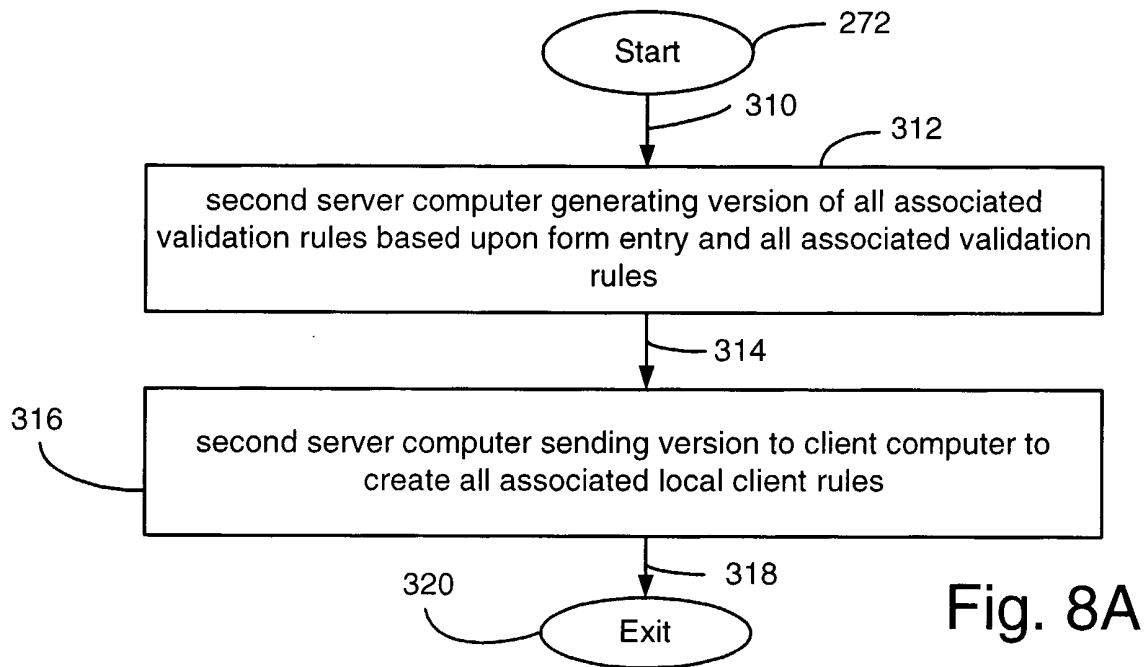 272
Start
310
312
second server computer generating version of all associated
validation rules based upon form entry and all associated validation
rules
314
316
second server computer sending version to client computer to
create all associated local client rules
318
320
Exit
Fig. 8A